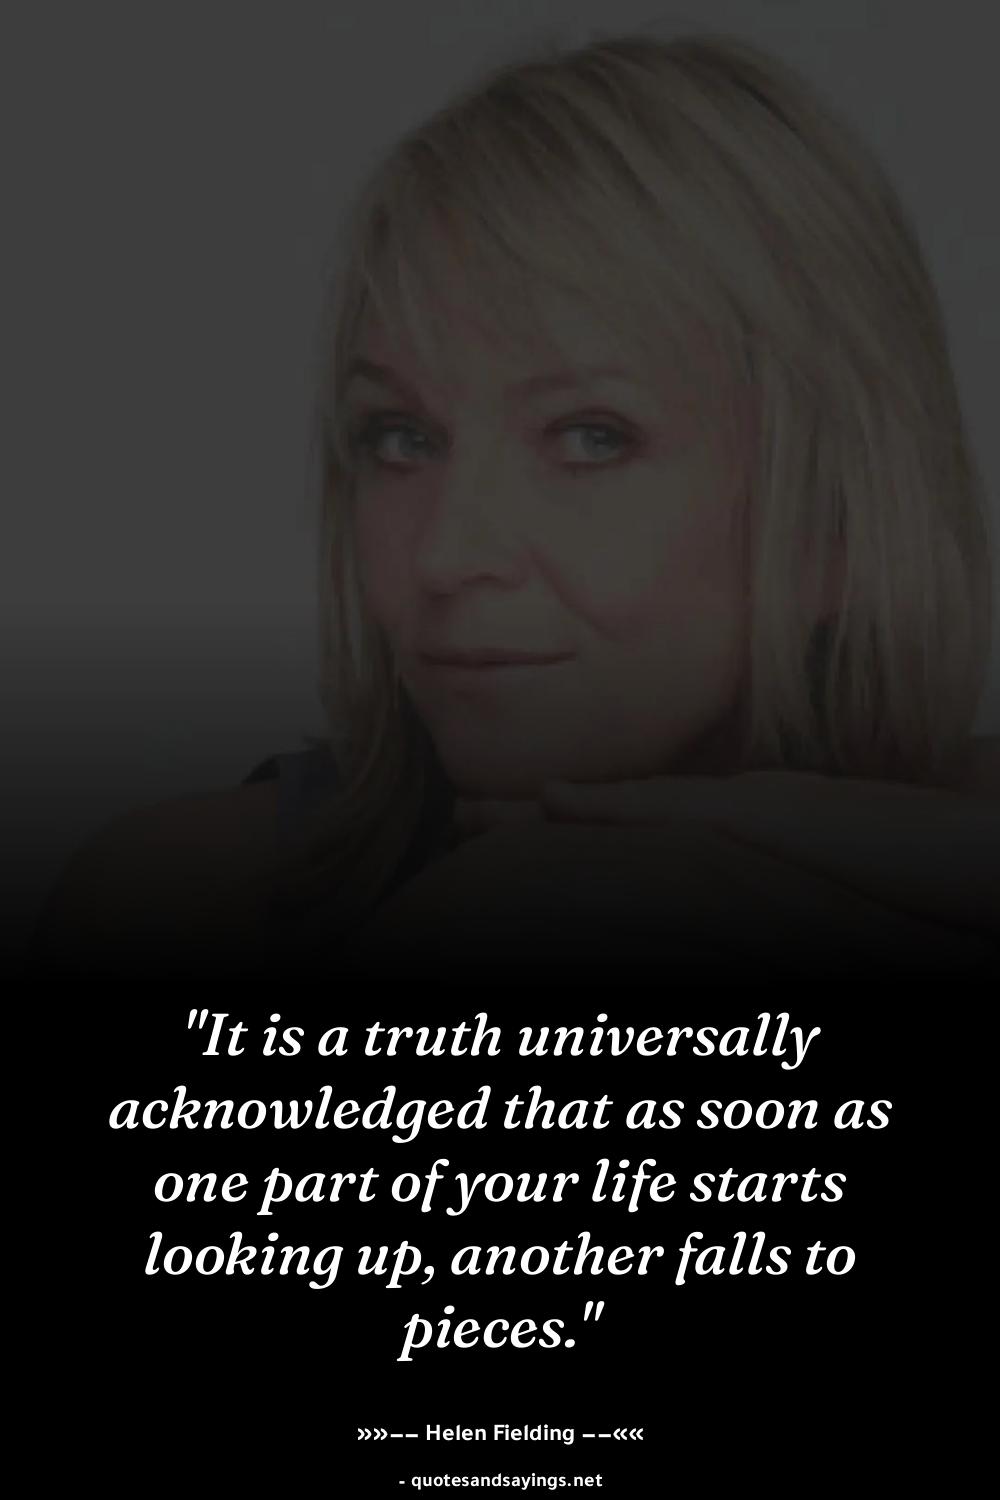 "It is a truth universally
acknowledged that as soon as
one part of your life starts
looking up, another falls to
pieces."
»»-- Helen Fielding --««
- quotesandsayings.net